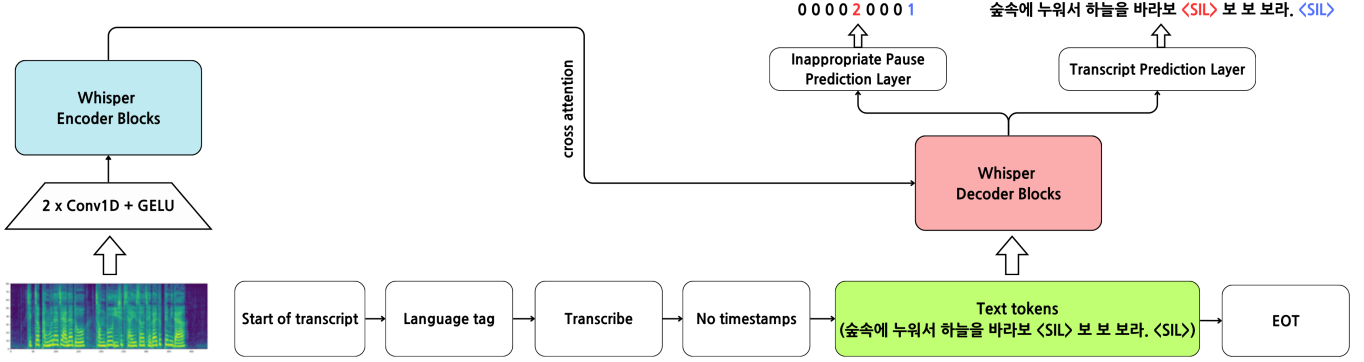 0 0 0 0 2 0 0 0 1
숲속에 누워서 하늘을 바라보 <SIL> 보 보 보라. <SIL>
Inappropriate Pause
Prediction Layer
Transcript Prediction Layer
Whisper
Encoder Blocks
cross attention
Whisper
Decoder Blocks
2 x Conv1D + GELU
Start of transcript
Language tag
Transcribe
No timestamps
Text tokens
(숲속에 누워서 하늘을 바라보 <SIL> 보 보 보라. <SIL>)
EOT